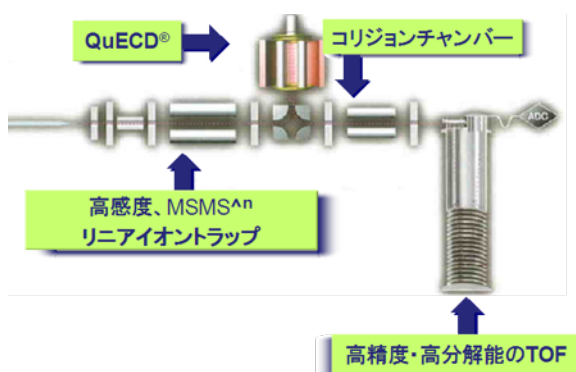 QuECD®
コリジョンチャンバー
ADC
高感度、MSMS^n
リニアイオントラップ
高精度・高分解能のTOF